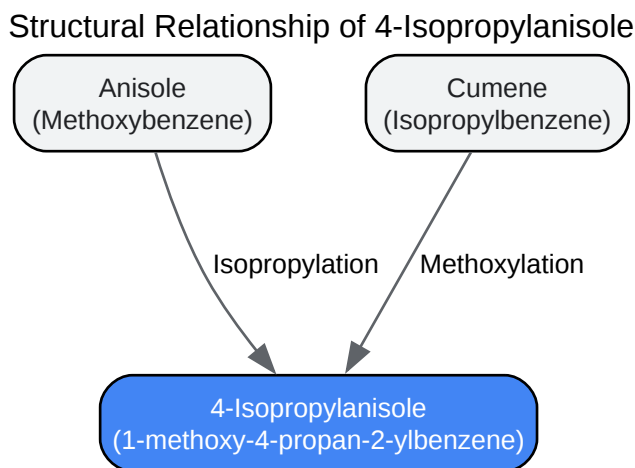 Structural Relationship of 4-Isopropylanisole
Anisole
(Methoxybenzene)
Cumene
(Isopropylbenzene)
Isopropylation
Methoxylation
4-Isopropylanisole
(1-methoxy-4-propan-2-ylbenzene)